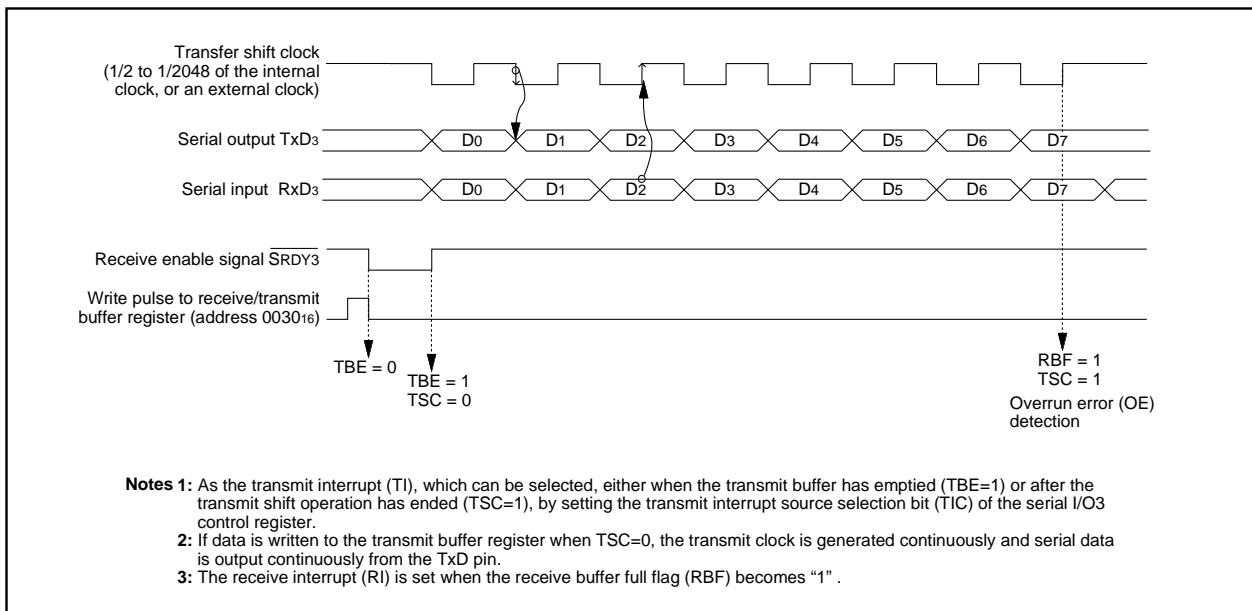 Transfer shift clock
(1/2 to 1/2048 of the internal
clock, or an external clock)
Serial output TxD3
D0 D1 D2 D3 D4 D5 D6 D7
Serial input RxD3
D0 D1 D2 D3 D4 D5 D6 D7
Receive enable signal SRDY3
Write pulse to receive/transmit
buffer register (address 003016)
TBE = 0
TBE = 1
TSC = 0
RBF = 1
TSC = 1
Overrun error (OE)
detection
Notes 1: As the transmit interrupt (TI), which can be selected, either when the transmit buffer has emptied (TBE=1) or after the
transmit shift operation has ended (TSC=1), by setting the transmit interrupt source selection bit (TIC) of the serial I/O3
control register.
2: If data is written to the transmit buffer register when TSC=0, the transmit clock is generated continuously and serial data
is output continuously from the TxD pin.
3: The receive interrupt (RI) is set when the receive buffer full flag (RBF) becomes “1” .